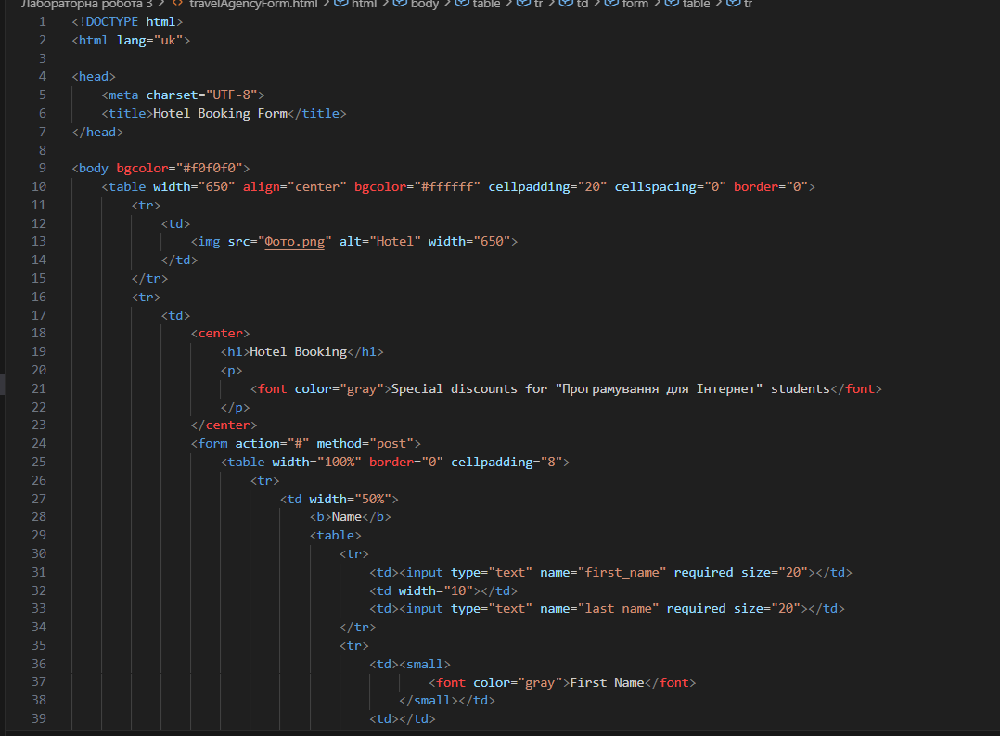 Лабораторна робота 3 > travelAgencyForm.html > html > body > table > tr > td > form > table > tr
1 <!DOCTYPE html>
2 <html lang="uk">
3
4 <head>
5 <meta charset="UTF-8">
6 <title>Hotel Booking Form</title>
7 </head>
8
9 <body bgcolor="#f0f0f0">
10 <table width="650" align="center" bgcolor="#ffffff" cellpadding="20" cellspacing="0" border="0">
11 <tr>
12 <td>
13 <img src="Фото.png" alt="Hotel" width="650">
14 </td>
15 </tr>
16 <tr>
17 <td>
18 <center>
19 <h1>Hotel Booking</h1>
20 <p>
21 <font color="gray">Special discounts for "Програмування для Інтернет" students</font>
22 </p>
23 </center>
24 <form action="#" method="post">
25 <table width="100%" border="0" cellpadding="8">
26 <tr>
27 <td width="50%">
28 <b>Name</b>
29 <table>
30 <tr>
31 <td><input type="text" name="first_name" required size="20"></td>
32 <td width="10"></td>
33 <td><input type="text" name="last_name" required size="20"></td>
34 </tr>
35 <tr>
36 <td><small>
37 <font color="gray">First Name</font>
38 </small></td>
39 <td></td>